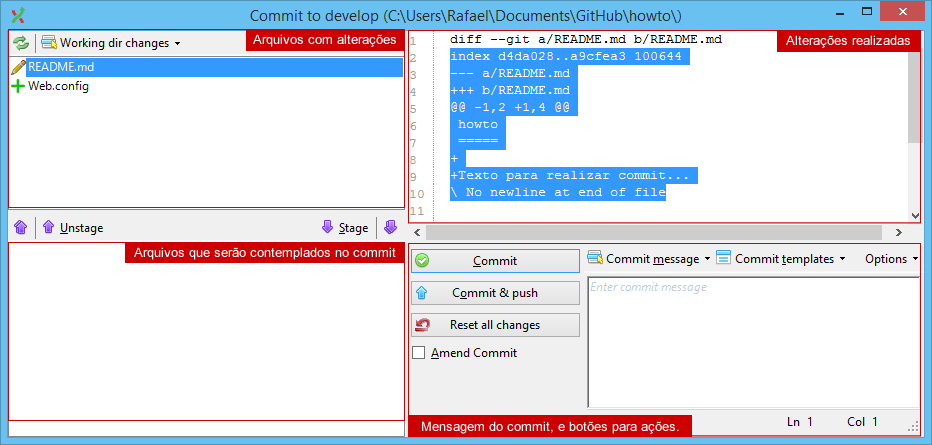 Commit to develop (C:\Users\Rafael\Documents\GitHub\howto\)
Working dir changes
Arquivos com alterações
README.md
Web.config
Unstage
Stage
Arquivos que serão contemplados no commit
Alterações realizadas
1 diff --git a/README.md b/README.md
2 index d4da028..a9cfea3 100644
3 --- a/README.md
4 +++ b/README.md
5 @@ -1,2 +1,4 @@
6 howto
7 =====
8 +
9 +Texto para realizar commit...
10 \ No newline at end of file
11
Commit
Commit & push
Reset all changes
Amend Commit
Commit message
Commit templates
Options
Enter commit message
Mensagem do commit, e botões para ações.
Ln 1 Col 1